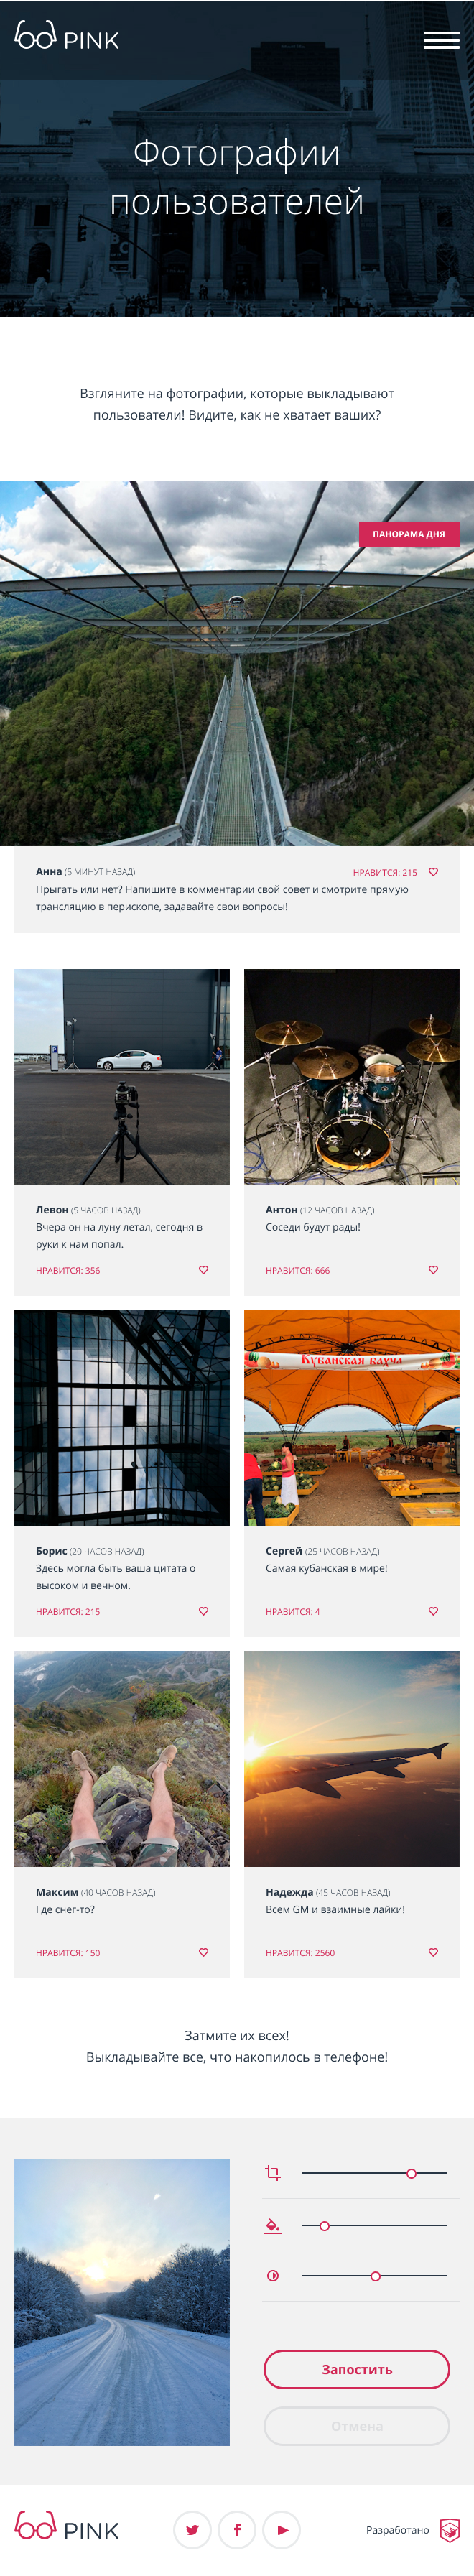 PINK
Фотографии
пользователей
Взгляните на фотографии, которые выкладывают
пользователи! Видите, как не хватает ваших?
ПАНОРАМА ДНЯ
Анна (5 МИНУТ НАЗАД)
НРАВИТСЯ: 215
Прыгать или нет? Напишите в комментарии свой совет и смотрите прямую
трансляцию в перископе, задавайте свои вопросы!
Левон (5 ЧАСОВ НАЗАД)
Вчера он на луну летал, сегодня в
руки к нам попал.
НРАВИТСЯ: 356
Антон (12 ЧАСОВ НАЗАД)
Соседи будут рады!
НРАВИТСЯ: 666
Борис (20 ЧАСОВ НАЗАД)
Здесь могла быть ваша цитата о
высоком и вечном.
НРАВИТСЯ: 215
Кубанская бахча
Сергей (25 ЧАСОВ НАЗАД)
Самая кубанская в мире!
НРАВИТСЯ: 4
Максим (40 ЧАСОВ НАЗАД)
Где снег-то?
НРАВИТСЯ: 150
Надежда (45 ЧАСОВ НАЗАД)
Всем GM и взаимные лайки!
НРАВИТСЯ: 2560
Затмите их всех!
Выкладывайте все, что накопилось в телефоне!
Запостить
Отмена
PINK
Разработано